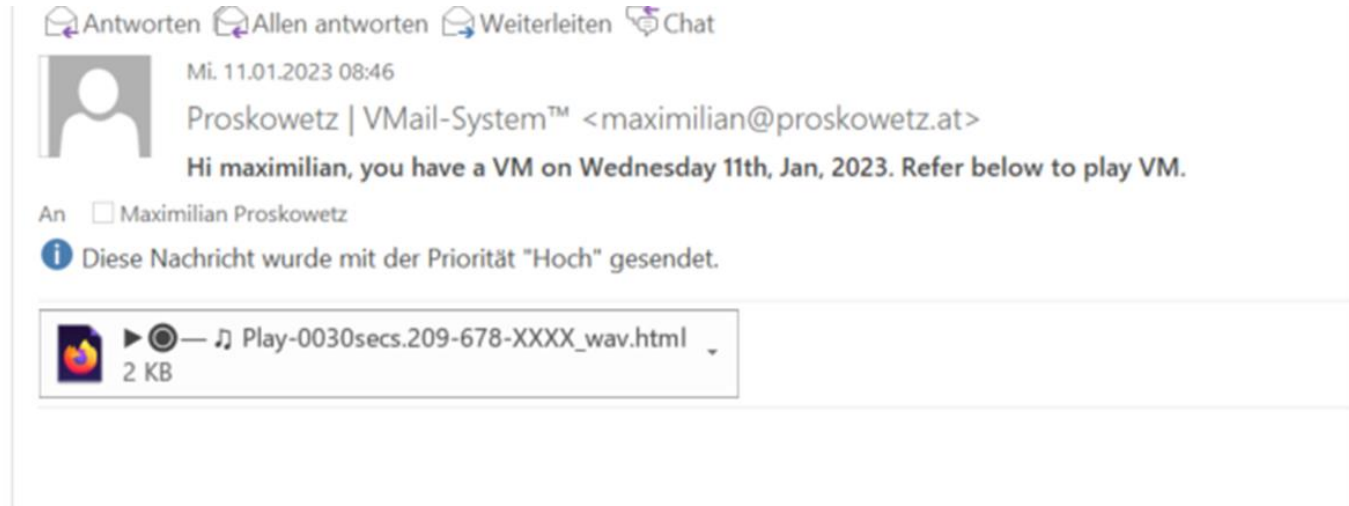 Antworten Allen antworten Weiterleiten Chat
Mi. 11.01.2023 08:46
Proskowetz | VMail-System™ <maximilian@proskowetz.at>
Hi maximilian, you have a VM on Wednesday 11th, Jan, 2023. Refer below to play VM.
An Maximilian Proskowetz
Diese Nachricht wurde mit der Priorität "Hoch" gesendet.
►◉— ♫ Play-0030secs.209-678-XXXX_wav.html
2 KB